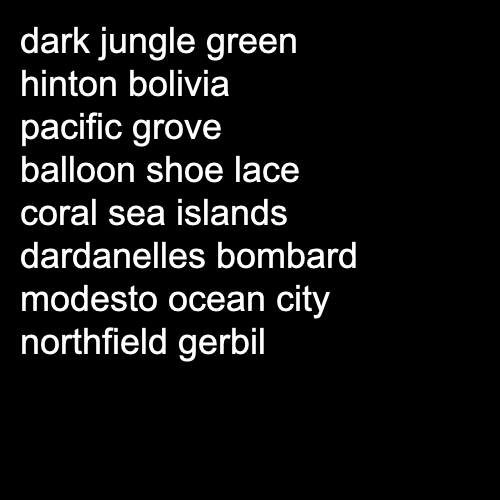 dark jungle green
hinton bolivia
pacific grove
balloon shoe lace
coral sea islands
dardanelles bombard
modesto ocean city
northfield gerbil